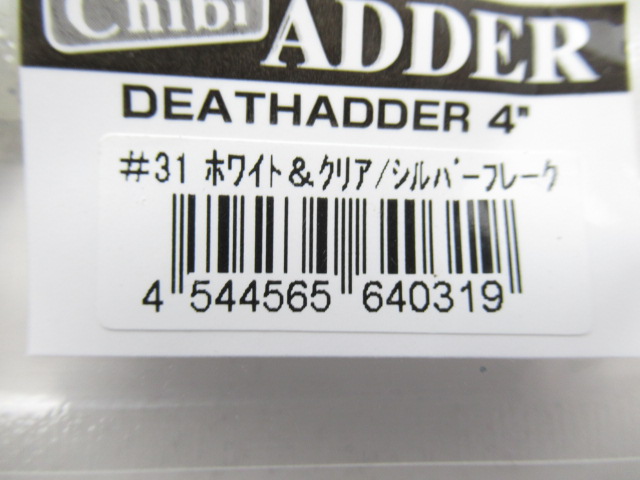 Chibi ADDER
DEATHADDER 4"
#31 ホワイト&クリア/シルバーフレーク
4 544565 640319